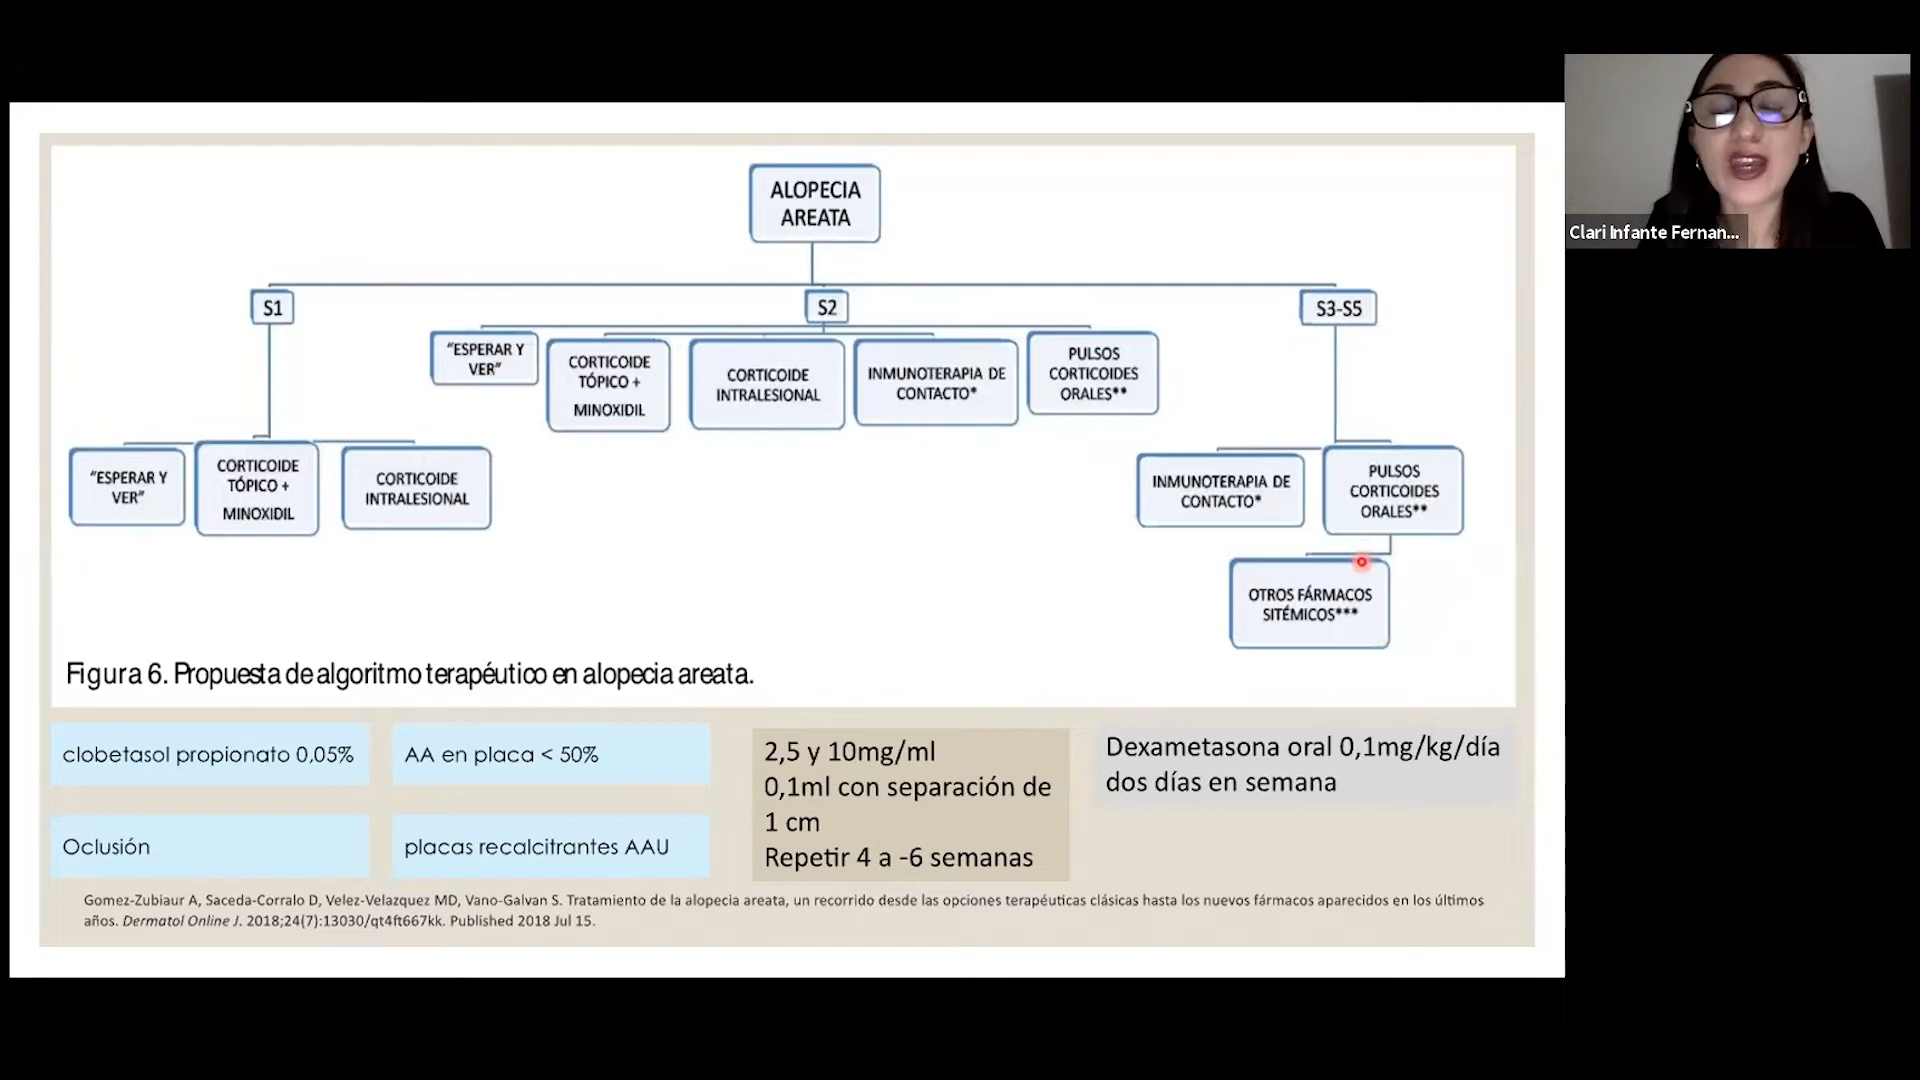 ALOPECIA
AREATA
S1
S2
S3-S5
"ESPERAR Y
VER"
CORTICOIDE
TÓPICO +
MINOXIDIL
CORTICOIDE
INTRALESIONAL
INMUNOTERAPIA DE
CONTACTO*
PULSOS
CORTICOIDES
ORALES**
"ESPERAR Y
VER"
CORTICOIDE
TÓPICO +
MINOXIDIL
CORTICOIDE
INTRALESIONAL
INMUNOTERAPIA DE
CONTACTO*
PULSOS
CORTICOIDES
ORALES**
OTROS FÁRMACOS
SITÉMICOS***
Figura 6. Propuesta de algoritmo terapéutico en alopecia areata.
clobetasol propionato 0,05%
AA en placa < 50%
Oclusión
placas recalcitrantes AAU
2,5 y 10mg/ml
0,1ml con separación de
1 cm
Repetir 4 a -6 semanas
Dexametasona oral 0,1mg/kg/día
dos días en semana
Gomez-Zubiaur A, Saceda-Corralo D, Velez-Velazquez MD, Vano-Galvan S. Tratamiento de la alopecia areata, un recorrido desde las opciones terapéuticas clásicas hasta los nuevos fármacos aparecidos en los últimos
años. Dermatol Online J. 2018;24(7):13030/qt4ft667kk. Published 2018 Jul 15.
Clari Infante Fernan...